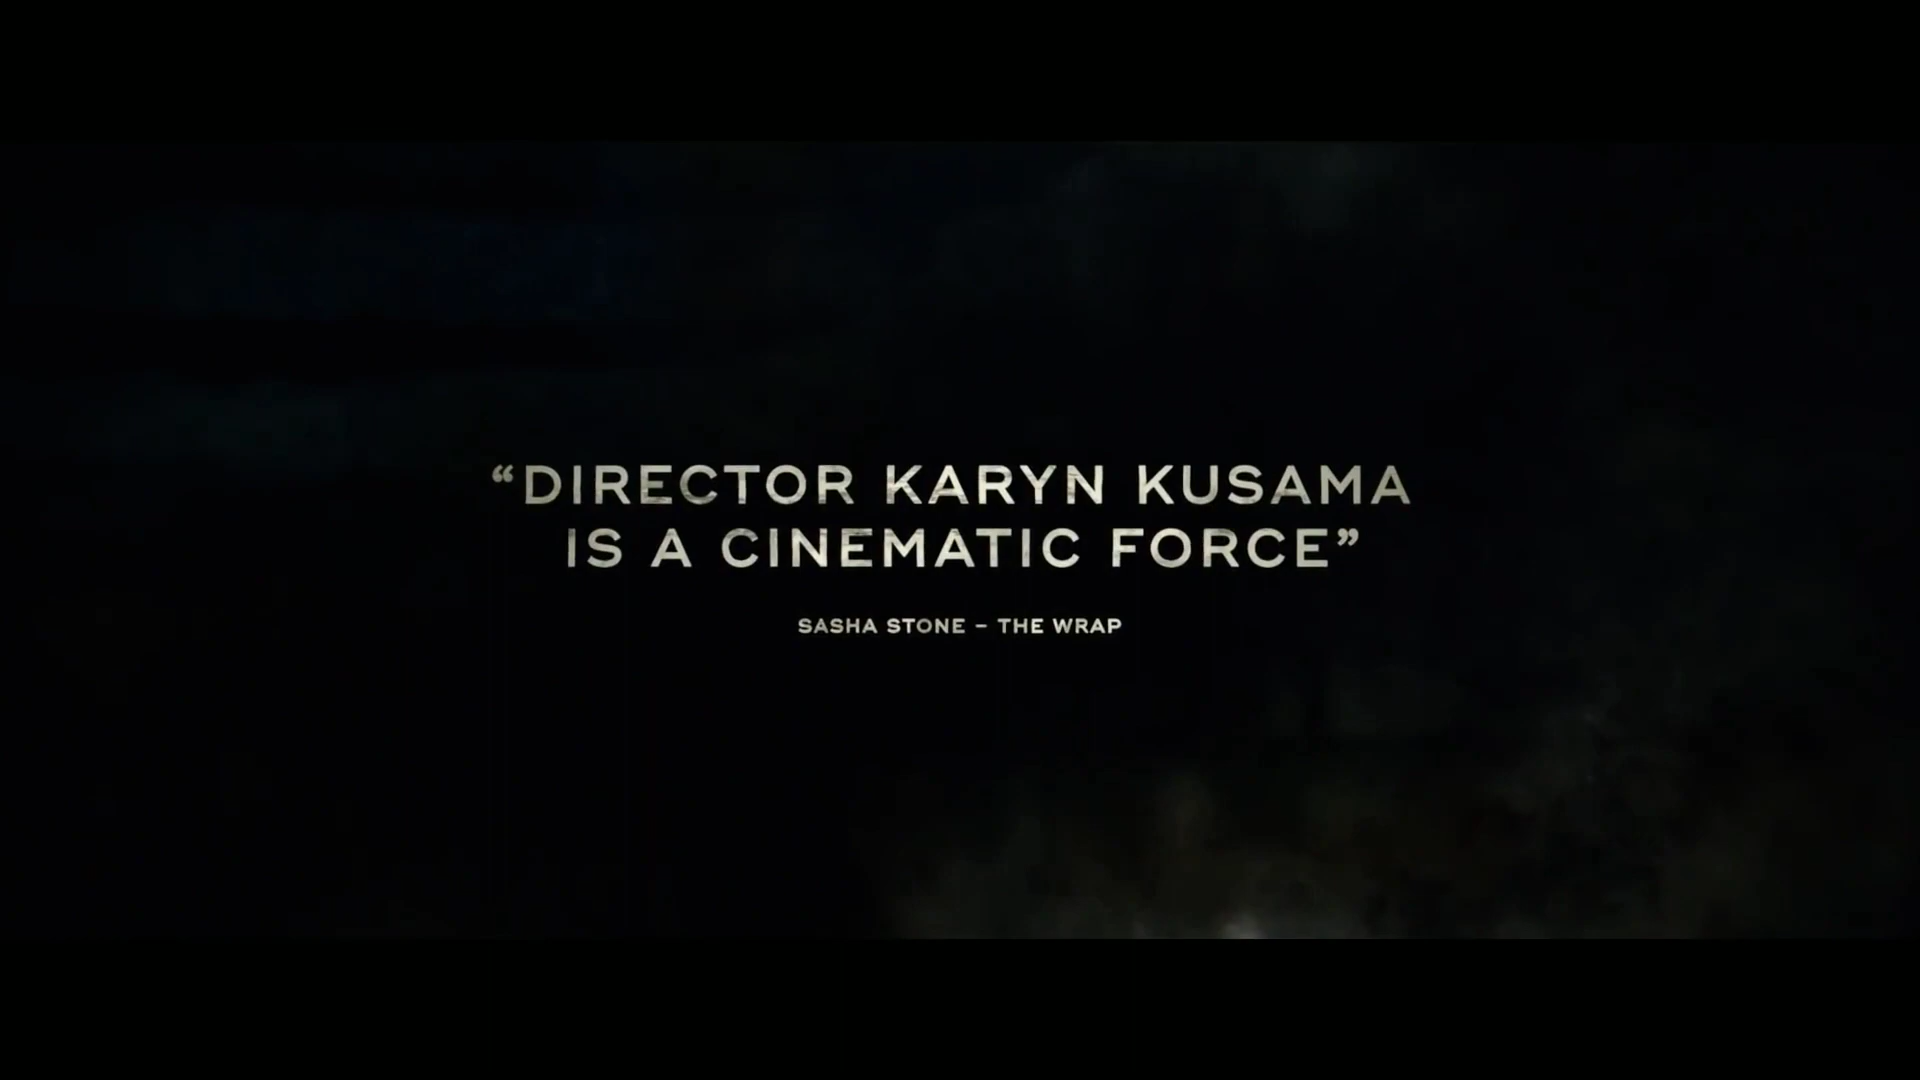 “DIRECTOR KARYN KUSAMA
IS A CINEMATIC FORCE”
SASHA STONE – THE WRAP